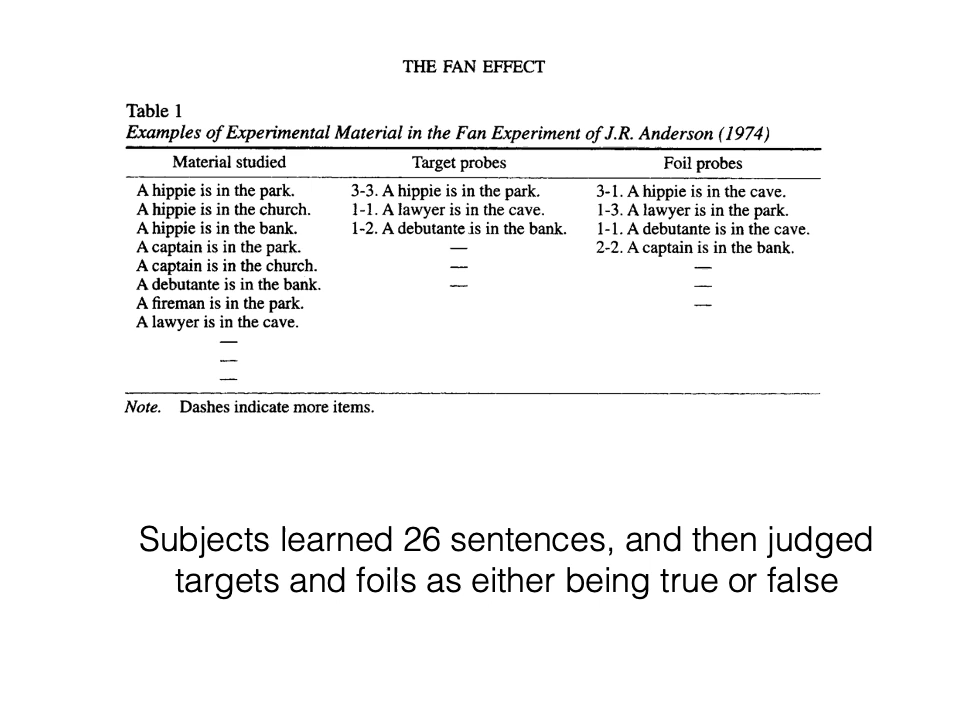 THE FAN EFFECT
Table 1
Examples of Experimental Material in the Fan Experiment of J.R. Anderson (1974)
Material studied Target probes Foil probes
A hippie is in the park. 3-3. A hippie is in the park. 3-1. A hippie is in the cave.
A hippie is in the church. 1-1. A lawyer is in the cave. 1-3. A lawyer is in the park.
A hippie is in the bank. 1-2. A debutante is in the bank. 1-1. A debutante is in the cave.
A captain is in the park. — 2-2. A captain is in the bank.
A captain is in the church. — —
A debutante is in the bank. — —
A fireman is in the park. —
A lawyer is in the cave.
—
—
—
Note. Dashes indicate more items.
Subjects learned 26 sentences, and then judged
targets and foils as either being true or false